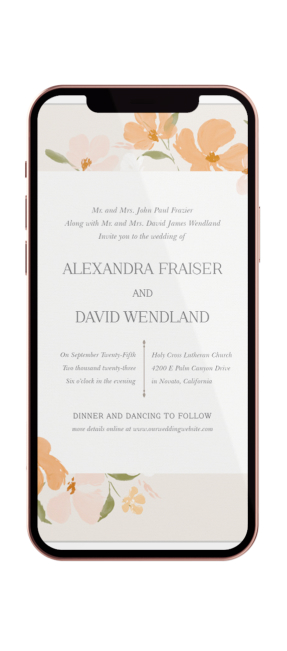 Mr. and Mrs. John Paul Frazier
Along with Mr. and Mrs. David James Wendland
Invite you to the wedding of
ALEXANDRA FRAISER
AND
DAVID WENDLAND
On September Twenty-Fifth
Two thousand twenty-three
Six o'clock in the evening
Holy Cross Lutheran Church
4200 E Palm Canyon Drive
in Novato, California
DINNER AND DANCING TO FOLLOW
more details online at www.ourweddingwebsite.com